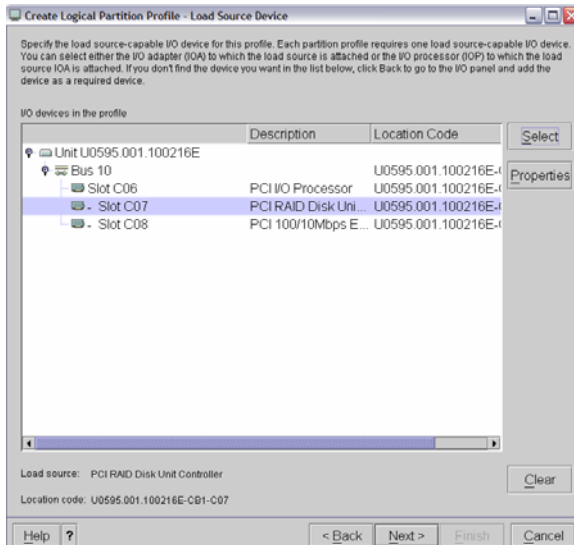 Create Logical Partition Profile - Load Source Device
Specify the load source-capable I/O device for this profile. Each partition profile requires one load source-capable I/O device.
You can select either the I/O adapter (IOA) to which the load source is attached or the I/O processor (IOP) to which the load
source IOA is attached. If you don't find the device you want in the list below, click Back to go to the I/O panel and add the
device as a required device.
I/O devices in the profile
Description Location Code
Select
Unit U0595.001.100216E
Bus 10 U0595.001.100216E-
Properties
Slot C06 PCI I/O Processor U0595.001.100216E-
- Slot C07 PCI RAID Disk Uni... U0595.001.100216E-
- Slot C08 PCI 100/10Mbps E... U0595.001.100216E-
Load source: PCI RAID Disk Unit Controller
Clear
Location code: U0595.001.100216E-CB1-C07
Help ? < Back Next > Finish Cancel